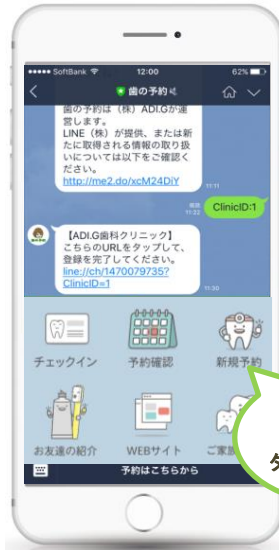 SoftBank 12:00 62%
歯の予約
歯の予約は（株）ADI.Gが運
営します。
LINE（株）が提供、または新
たに取得される情報の取り扱
いについては以下をご確認く
ださい。
http://me2.do/xcM24DiY
11:11
ClinicID:1
既読
11:22
【ADI.G歯科クリニック】
こちらのURLをタップして、
登録を完了してください。
line://ch/1470079735?
ClinicID=1
チェックイン 予約確認 新規予約
お友達の紹介 WEBサイト ご家族
予約はこちらから